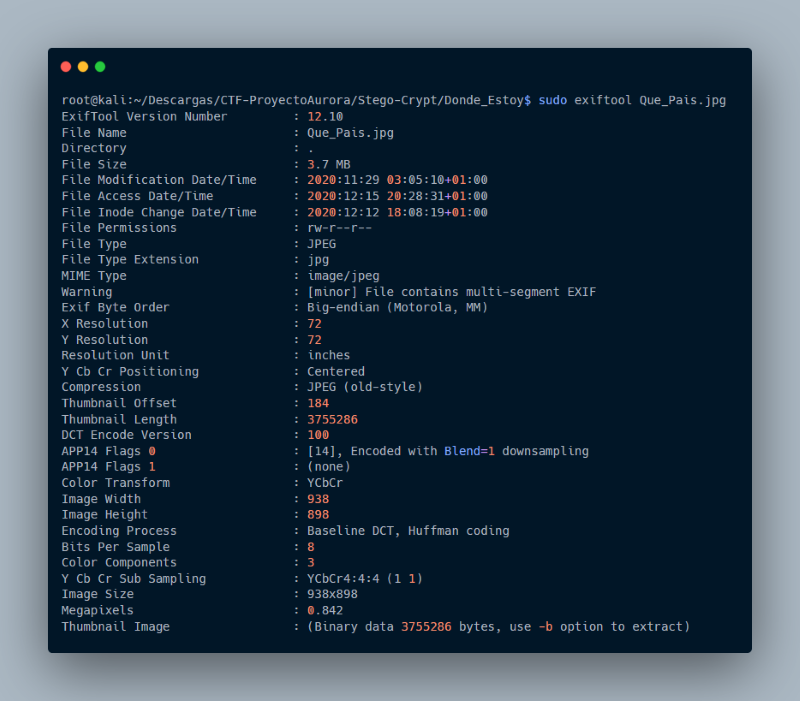 root@kali:~/Descargas/CTF-ProyectoAurora/Stego-Crypt/Donde_Estoy$ sudo exiftool Que_Pais.jpg
ExifTool Version Number : 12.10
File Name : Que_Pais.jpg
Directory : .
File Size : 3.7 MB
File Modification Date/Time : 2020:11:29 03:05:10+01:00
File Access Date/Time : 2020:12:15 20:28:31+01:00
File Inode Change Date/Time : 2020:12:12 18:08:19+01:00
File Permissions : rw-r--r--
File Type : JPEG
File Type Extension : jpg
MIME Type : image/jpeg
Warning : [minor] File contains multi-segment EXIF
Exif Byte Order : Big-endian (Motorola, MM)
X Resolution : 72
Y Resolution : 72
Resolution Unit : inches
Y Cb Cr Positioning : Centered
Compression : JPEG (old-style)
Thumbnail Offset : 184
Thumbnail Length : 3755286
DCT Encode Version : 100
APP14 Flags 0 : [14], Encoded with Blend=1 downsampling
APP14 Flags 1 : (none)
Color Transform : YCbCr
Image Width : 938
Image Height : 898
Encoding Process : Baseline DCT, Huffman coding
Bits Per Sample : 8
Color Components : 3
Y Cb Cr Sub Sampling : YCbCr4:4:4 (1 1)
Image Size : 938x898
Megapixels : 0.842
Thumbnail Image : (Binary data 3755286 bytes, use -b option to extract)